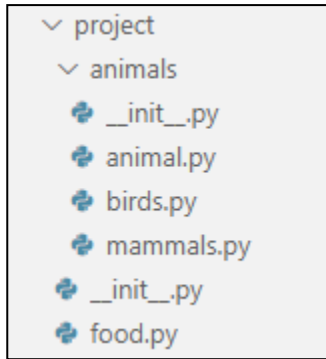 project
animals
__init__.py
animal.py
birds.py
mammals.py
__init__.py
food.py